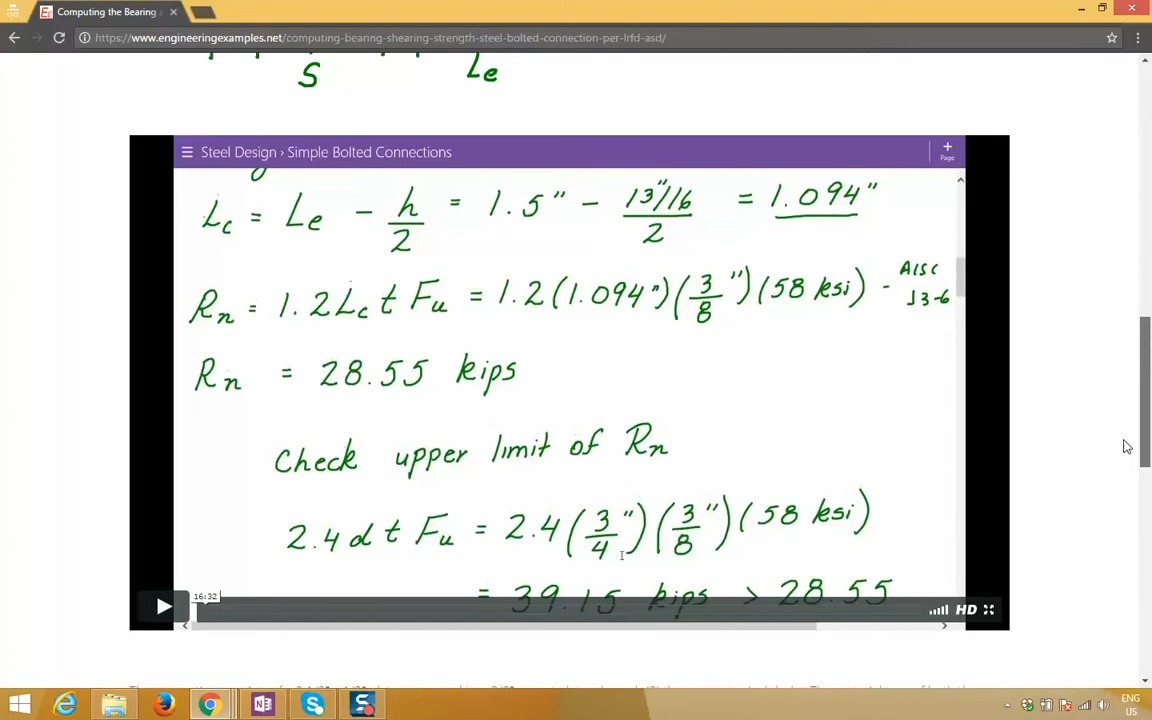 Computing the Bearing
https://www.engineeringexamples.net/computing-bearing-shearing-strength-steel-bolted-connection-per-lrfd-asd/
S Le
Steel Design › Simple Bolted Connections
Page
Lc = Le - h/2 = 1.5" - 13"/16/2 = 1.094"
Rn = 1.2 Lc t Fu = 1.2 (1.094") (3/8") (58 ksi) - AISC J3-6
Rn = 28.55 kips
Check upper limit of Rn
2.4 d t Fu = 2.4 (3/4") (3/8") (58 ksi)
= 39.15 kips > 28.55
16:32
HD
ENG
US